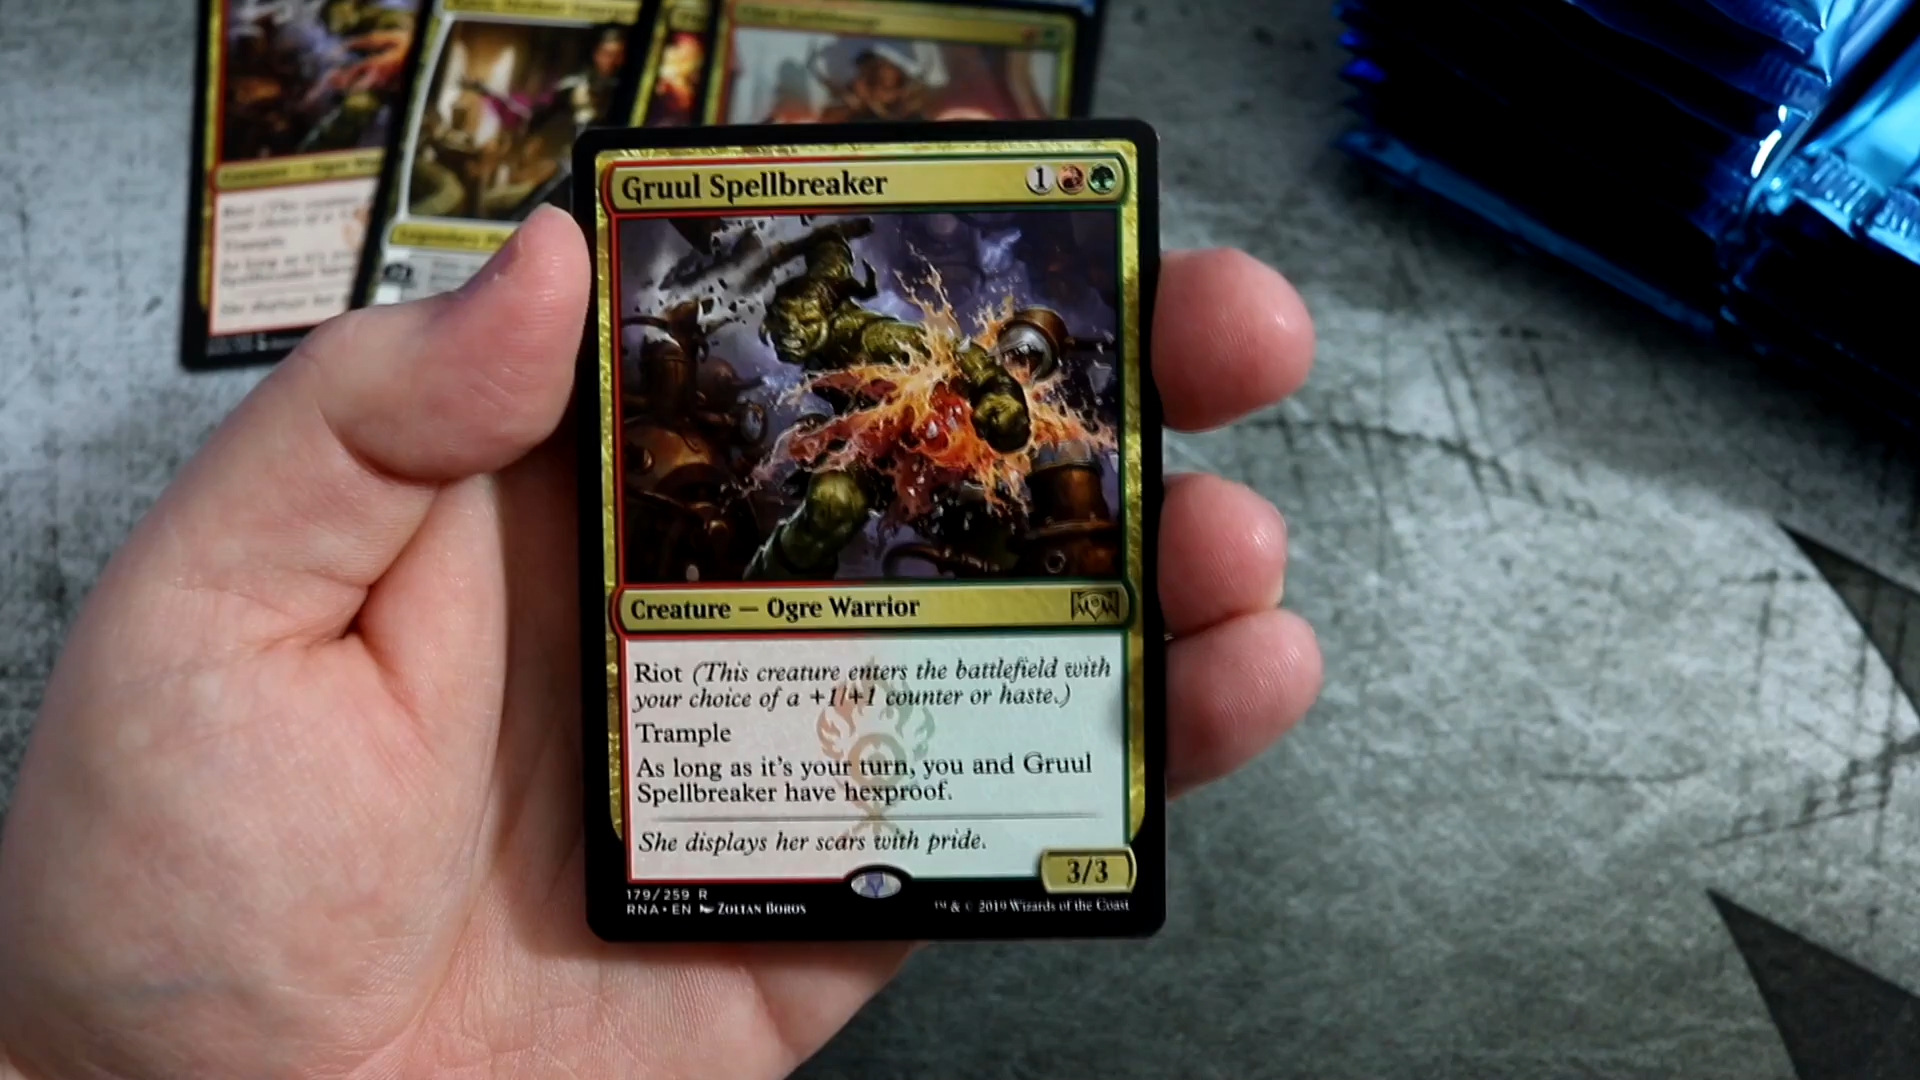 Gruul Spellbreaker 1
Creature — Ogre Warrior
Riot (This creature enters the battlefield with
your choice of a +1/+1 counter or haste.)
Trample
As long as it's your turn, you and Gruul
Spellbreaker have hexproof.
She displays her scars with pride.
3/3
179/259 R
RNA • EN ZOLTAN BOROS
™ & © 2019 Wizards of the Coast